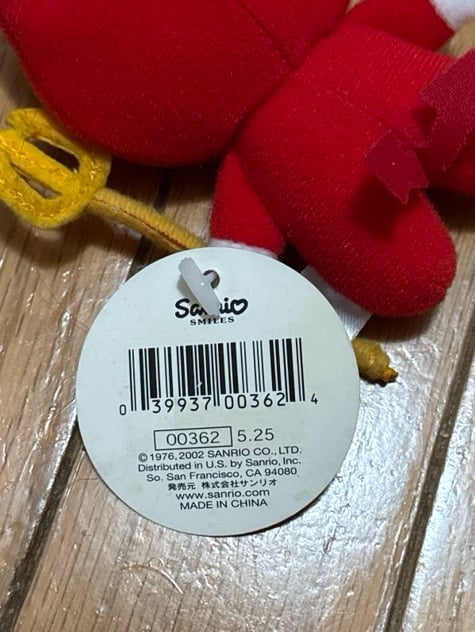 Sanrio
SMILES
0 39937 00362 4
00362 5.25
©1976, 2002 SANRIO CO., LTD.
Distributed in U.S. by Sanrio, Inc.
So. San Francisco, CA 94080
発売元 株式会社サンリオ
www.sanrio.com
MADE IN CHINA